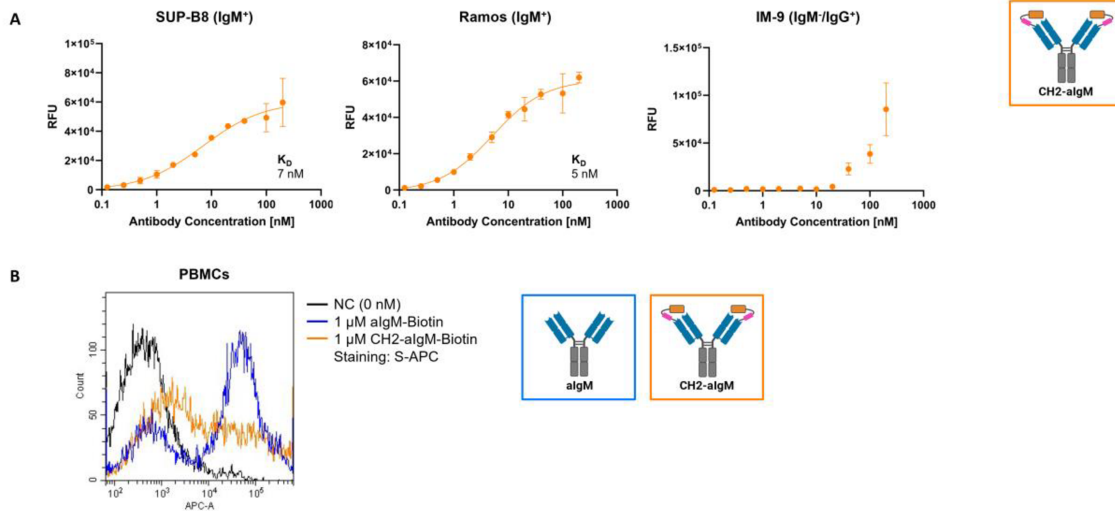 A
SUP-B8 (IgM⁺)
Ramos (IgM⁺)
IM-9 (IgM⁻/IgG⁺)
RFU
1×10⁵
8×10⁴
6×10⁴
4×10⁴
2×10⁴
0
0.1 1 10 100 1000
Antibody Concentration [nM]
K_D
7 nM
RFU
8×10⁴
6×10⁴
4×10⁴
2×10⁴
0
0.1 1 10 100 1000
Antibody Concentration [nM]
K_D
5 nM
RFU
1.5×10⁵
1×10⁵
5×10⁴
0
0.1 1 10 100 1000
Antibody Concentration [nM]
CH2-aIgM
B
PBMCs
Count
100
50
0
10² 10³ 10⁴ 10⁵
APC-A
NC (0 nM)
1 µM aIgM-Biotin
1 µM CH2-aIgM-Biotin
Staining: S-APC
aIgM
CH2-aIgM